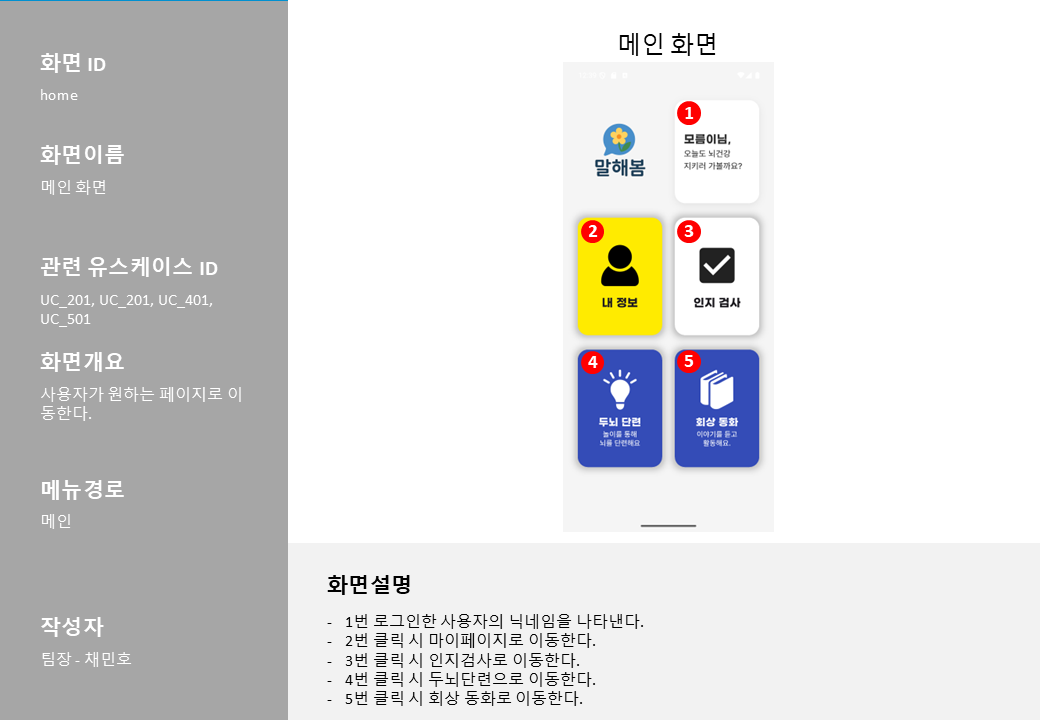 화면 ID
home
화면이름
메인 화면
관련 유스케이스 ID
UC_201, UC_201, UC_401,
UC_501
화면개요
사용자가 원하는 페이지로 이
동한다.
메뉴경로
메인
작성자
팀장 - 채민호
메인 화면
말해봄
1
모름이님,
오늘도 뇌건강
지키러 가볼까요?
2
내 정보
3
인지 검사
4
두뇌 단련
놀이를 통해
뇌를 단련해요
5
회상 동화
이야기를 듣고
활동해요.
화면설명
- 1번 로그인한 사용자의 닉네임을 나타낸다.
- 2번 클릭 시 마이페이지로 이동한다.
- 3번 클릭 시 인지검사로 이동한다.
- 4번 클릭 시 두뇌단련으로 이동한다.
- 5번 클릭 시 회상 동화로 이동한다.